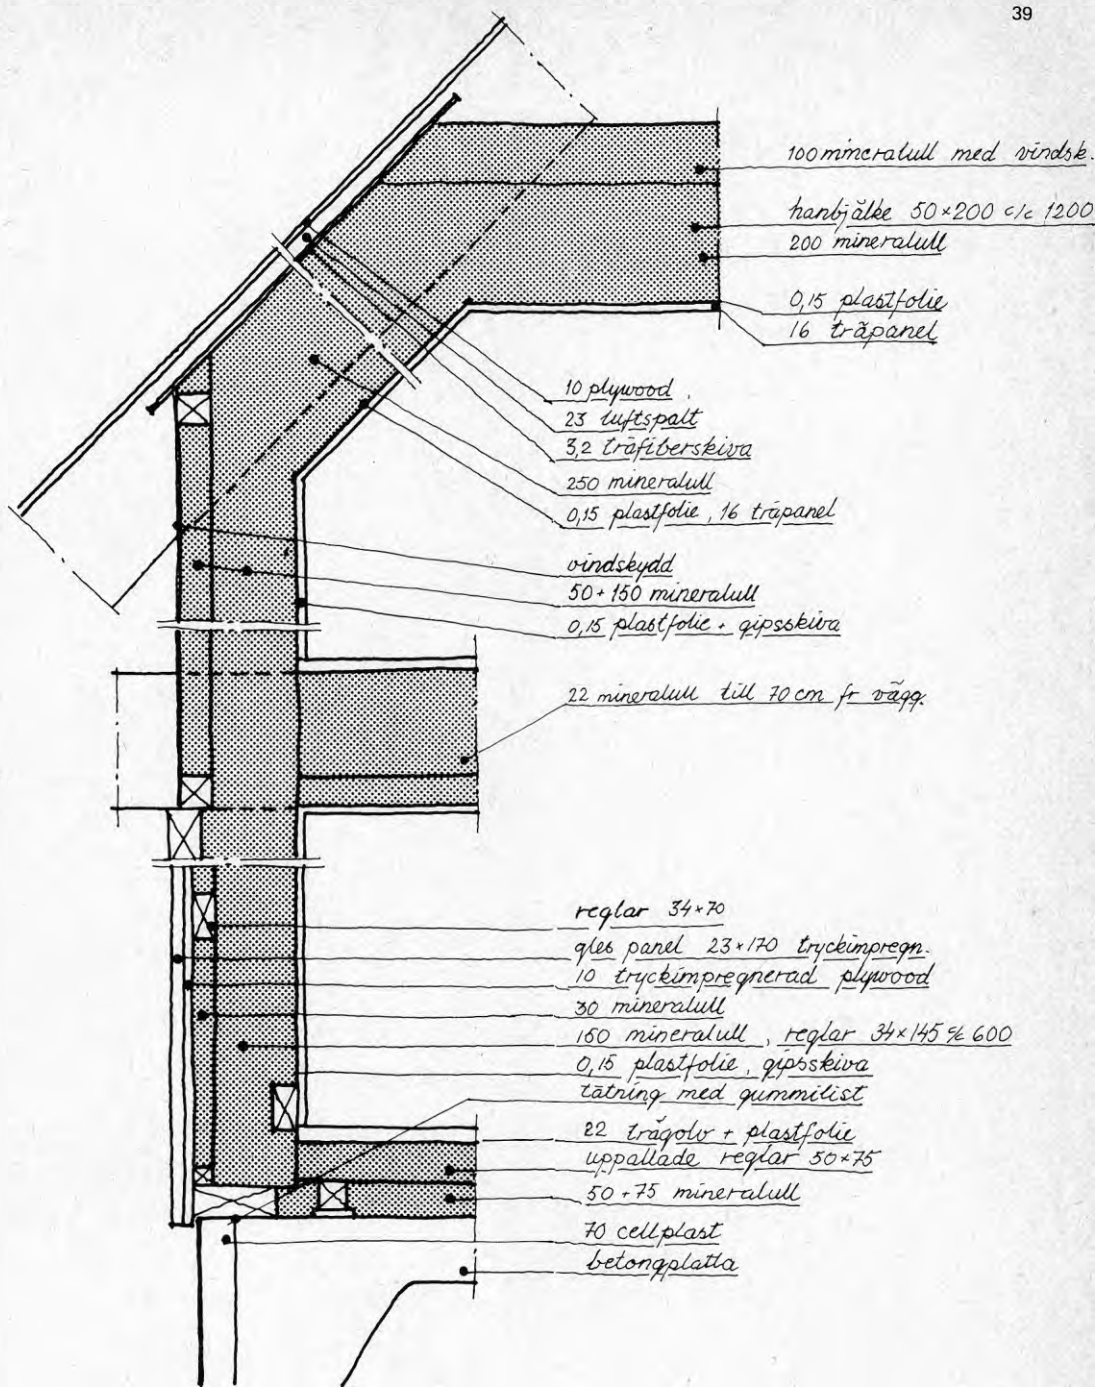 39
100 mineralull med vindsk.
hanbjälke 50×200 c/c 1200
200 mineralull
0,15 plastfolie
16 träpanel
10 plywood
23 luftspalt
3,2 träfiberskiva
250 mineralull
0,15 plastfolie, 16 träpanel
vindskydd
50+150 mineralull
0,15 plastfolie + gipsskiva
22 mineralull till 70 cm fr vägg.
reglar 34×70
gles panel 23×170 tryckimpregn.
10 tryckimpregnerad plywood
30 mineralull
150 mineralull, reglar 34×145 c/c 600
0,15 plastfolie, gipsskiva
tätning med gummilist
22 trägolv + plastfolie
uppallade reglar 50×75
50+75 mineralull
70 cellplast
betongplatta